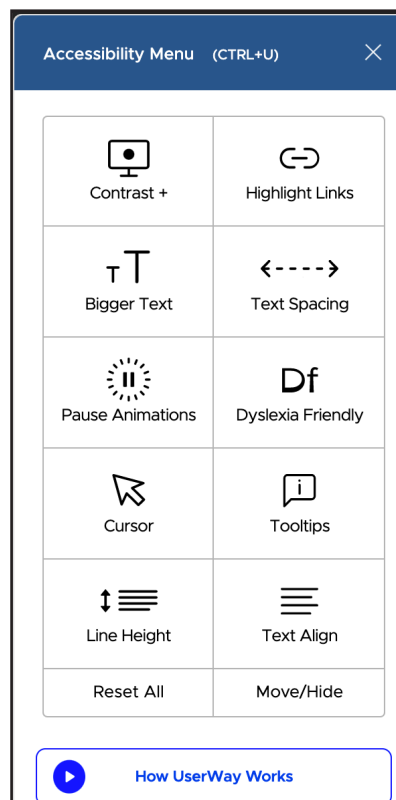 Accessibility Menu (CTRL+U)
Contrast +
Highlight Links
Bigger Text
Text Spacing
Pause Animations
Df
Dyslexia Friendly
Cursor
Tooltips
Line Height
Text Align
Reset All
Move/Hide
How UserWay Works